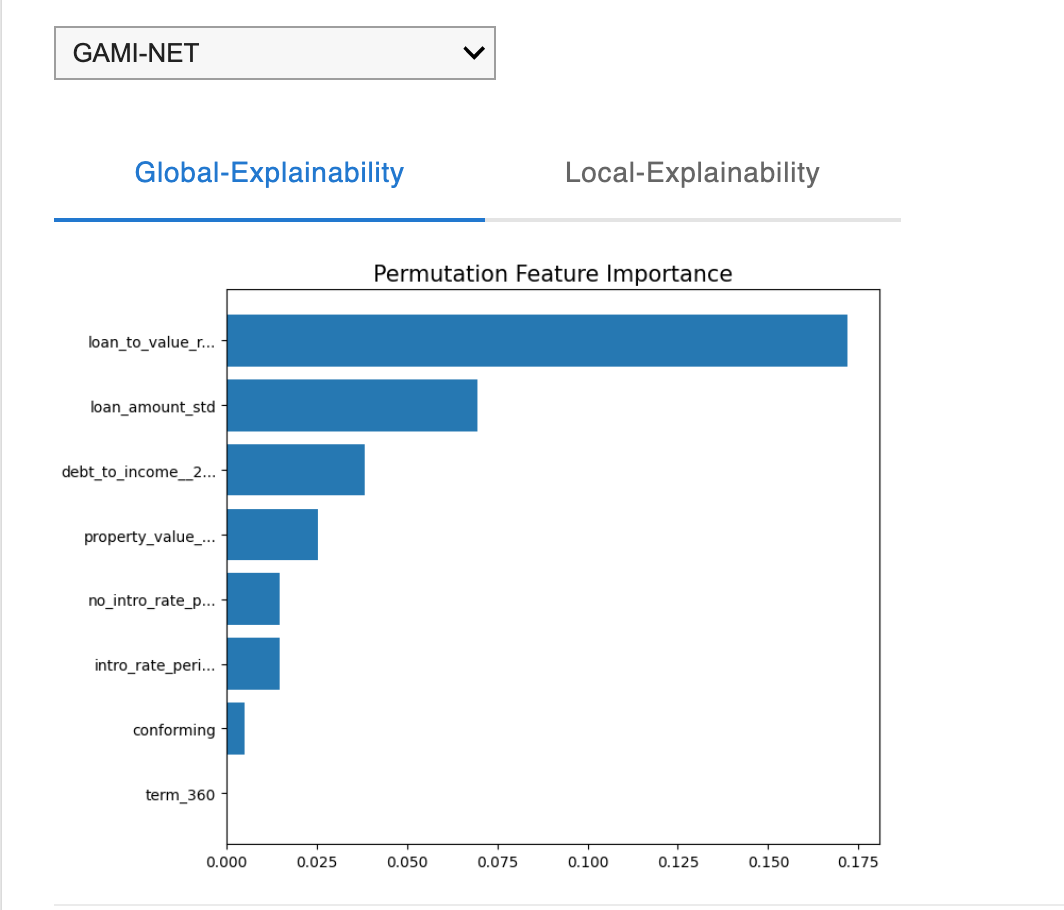 GAMI-NET
Global-Explainability Local-Explainability
Permutation Feature Importance
loan_to_value_r...
loan_amount_std
debt_to_income__2...
property_value_...
no_intro_rate_p...
intro_rate_peri...
conforming
term_360
0.000 0.025 0.050 0.075 0.100 0.125 0.150 0.175